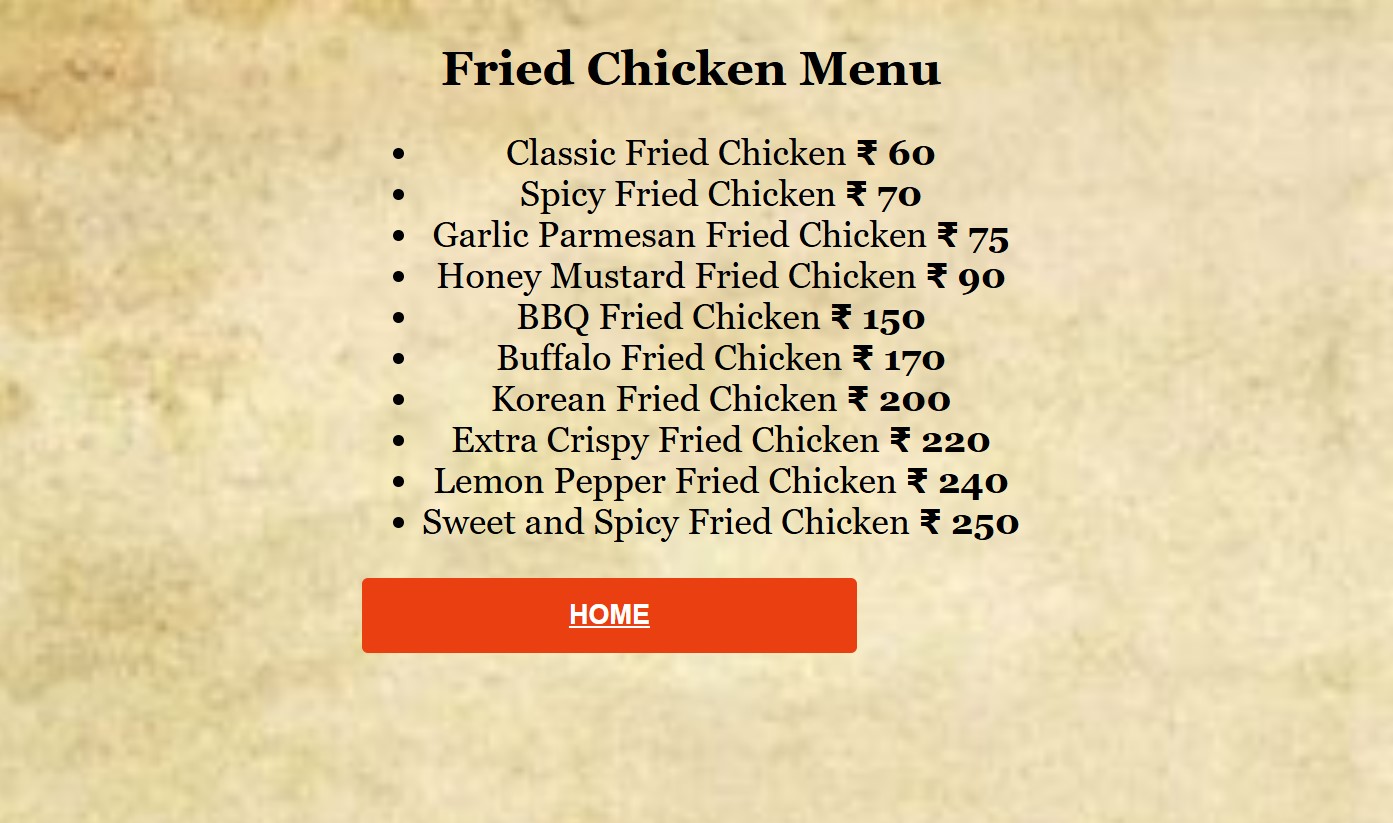 Fried Chicken Menu
• Classic Fried Chicken ₹ 60
• Spicy Fried Chicken ₹ 70
• Garlic Parmesan Fried Chicken ₹ 75
• Honey Mustard Fried Chicken ₹ 90
• BBQ Fried Chicken ₹ 150
• Buffalo Fried Chicken ₹ 170
• Korean Fried Chicken ₹ 200
• Extra Crispy Fried Chicken ₹ 220
• Lemon Pepper Fried Chicken ₹ 240
• Sweet and Spicy Fried Chicken ₹ 250
HOME